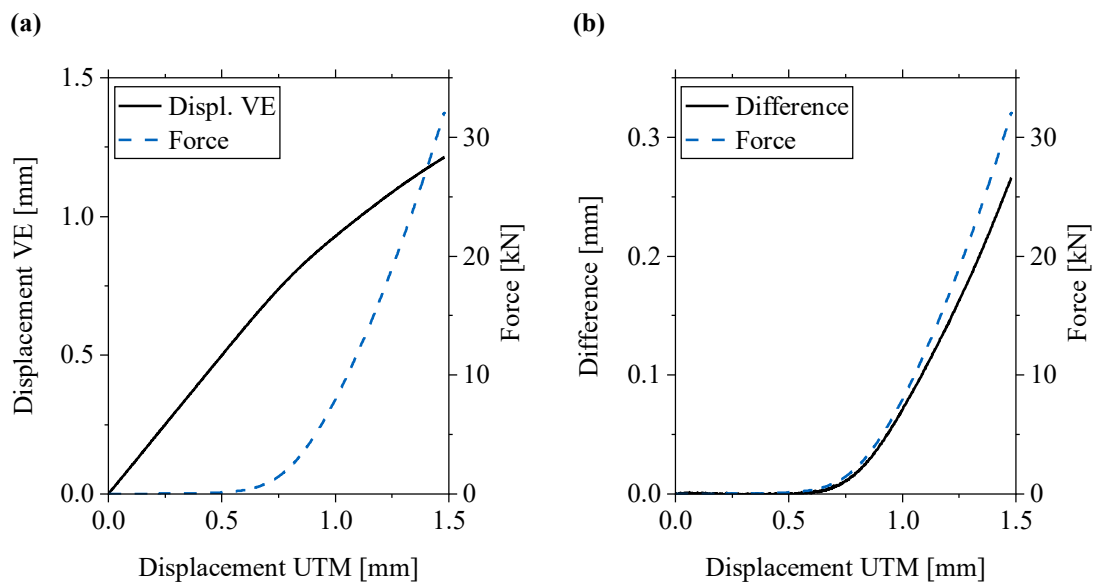 (a)
Displ. VE
Force
Displacement VE [mm]
1.5
1.0
0.5
0.0
Force [kN]
30
20
10
0
0.0 0.5 1.0 1.5
Displacement UTM [mm]
(b)
Difference
Force
Difference [mm]
0.3
0.2
0.1
0.0
Force [kN]
30
20
10
0
0.0 0.5 1.0 1.5
Displacement UTM [mm]